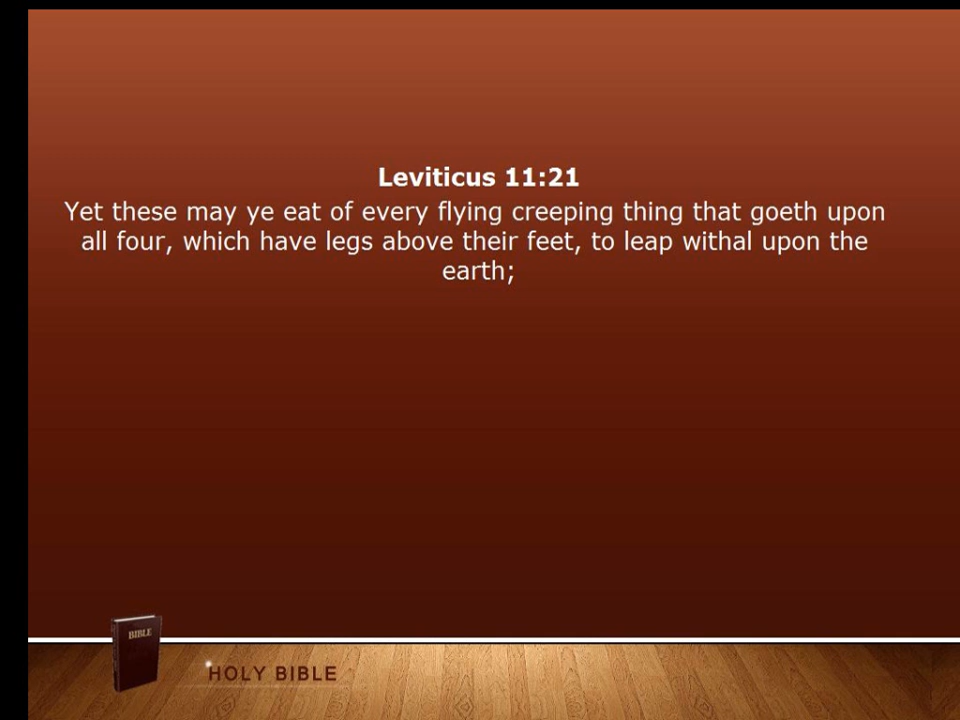 Leviticus 11:21
Yet these may ye eat of every flying creeping thing that goeth upon
all four, which have legs above their feet, to leap withal upon the
earth;
BIBLE
HOLY BIBLE